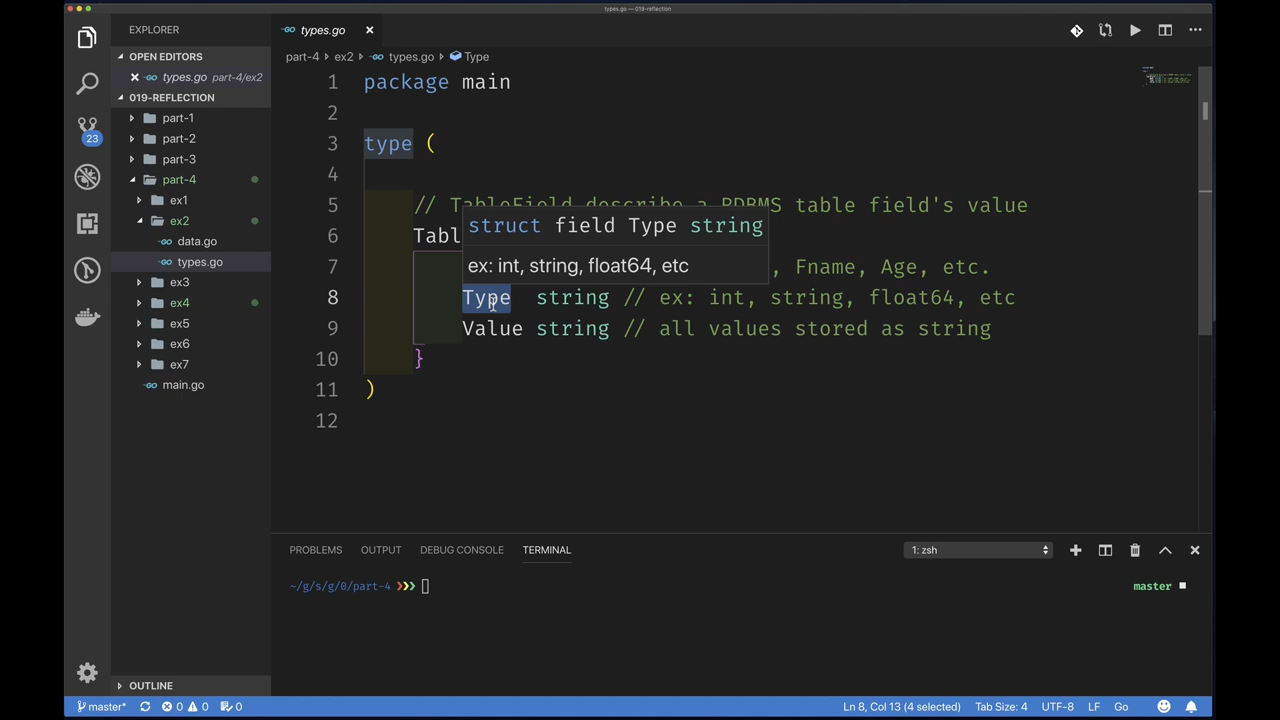 types.go — 019-reflection
EXPLORER
OPEN EDITORS
types.go part-4/ex2
019-REFLECTION
part-1
part-2
part-3
part-4
ex1
ex2
data.go
types.go
ex3
ex4
ex5
ex6
ex7
main.go
OUTLINE
23
types.go
part-4 › ex2 › types.go › Type
1 package main
2
3 type (
4
5 // TableField describe a RDBMS table field's value
6 Tabl
struct field Type string
ex: int, string, float64, etc
7 , Fname, Age, etc.
8 Type string // ex: int, string, float64, etc
9 Value string // all values stored as string
10 }
11 )
12
PROBLEMS OUTPUT DEBUG CONSOLE TERMINAL 1: zsh
~/g/s/g/0/part-4 ❯❯❯ master
master* 0 0 0 Ln 8, Col 13 (4 selected) Tab Size: 4 UTF-8 LF Go